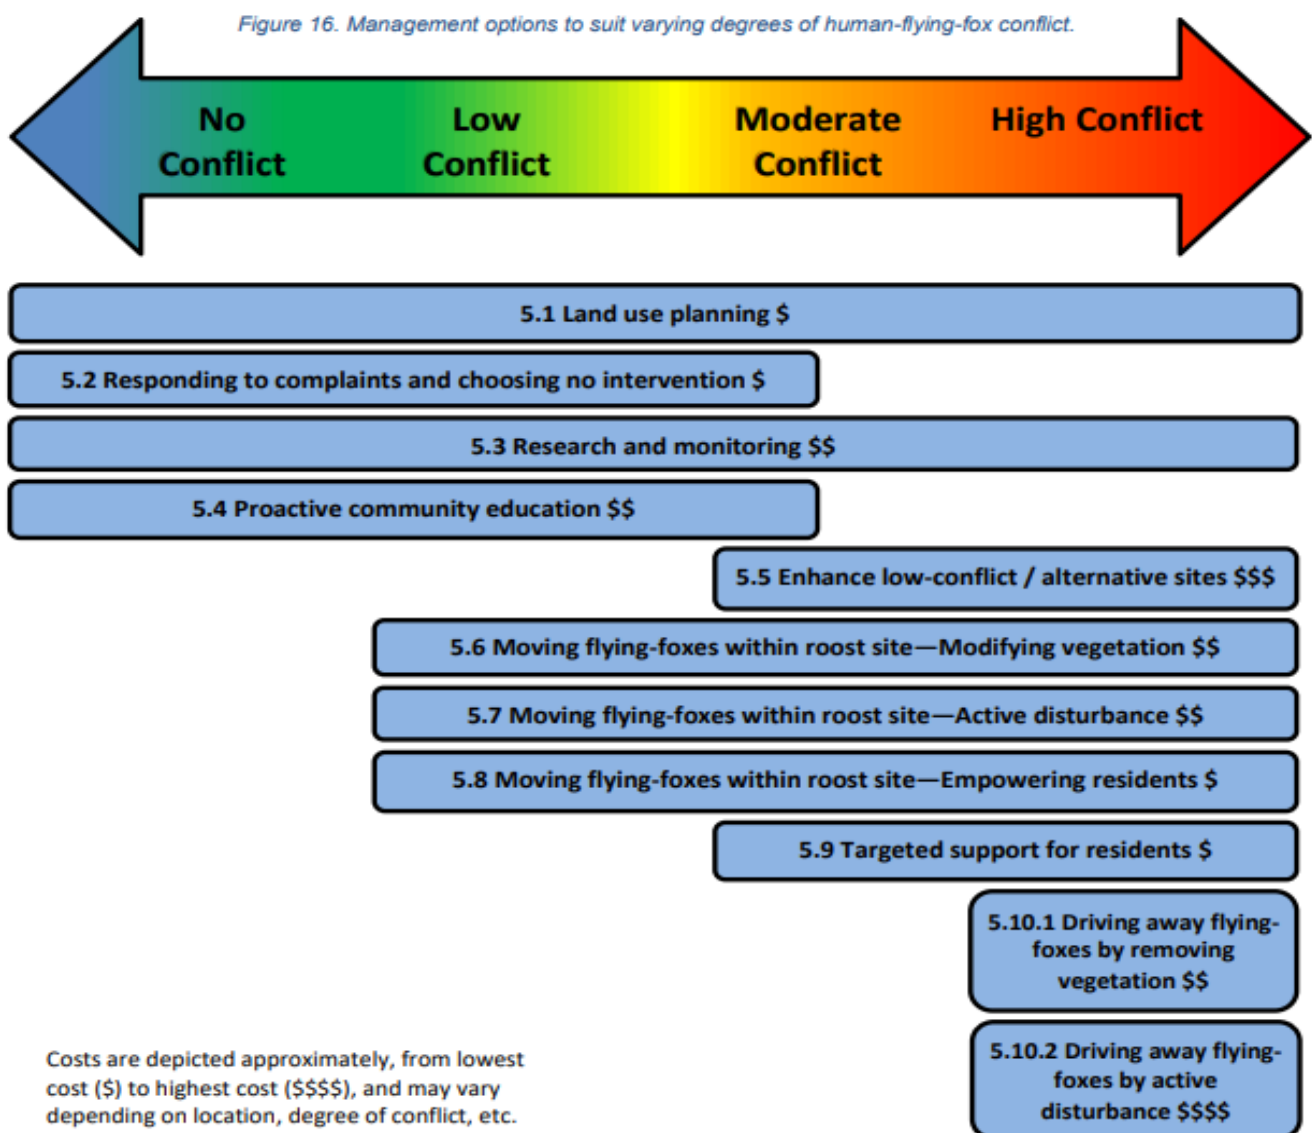 Figure 16. Management options to suit varying degrees of human-flying-fox conflict.
No
Conflict
Low
Conflict
Moderate
Conflict
High Conflict
5.1 Land use planning $
5.2 Responding to complaints and choosing no intervention $
5.3 Research and monitoring $$
5.4 Proactive community education $$
5.5 Enhance low-conflict / alternative sites $$$
5.6 Moving flying-foxes within roost site—Modifying vegetation $$
5.7 Moving flying-foxes within roost site—Active disturbance $$
5.8 Moving flying-foxes within roost site—Empowering residents $
5.9 Targeted support for residents $
5.10.1 Driving away flying-
foxes by removing
vegetation $$
5.10.2 Driving away flying-
foxes by active
disturbance $$$$
Costs are depicted approximately, from lowest
cost ($) to highest cost ($$$$), and may vary
depending on location, degree of conflict, etc.